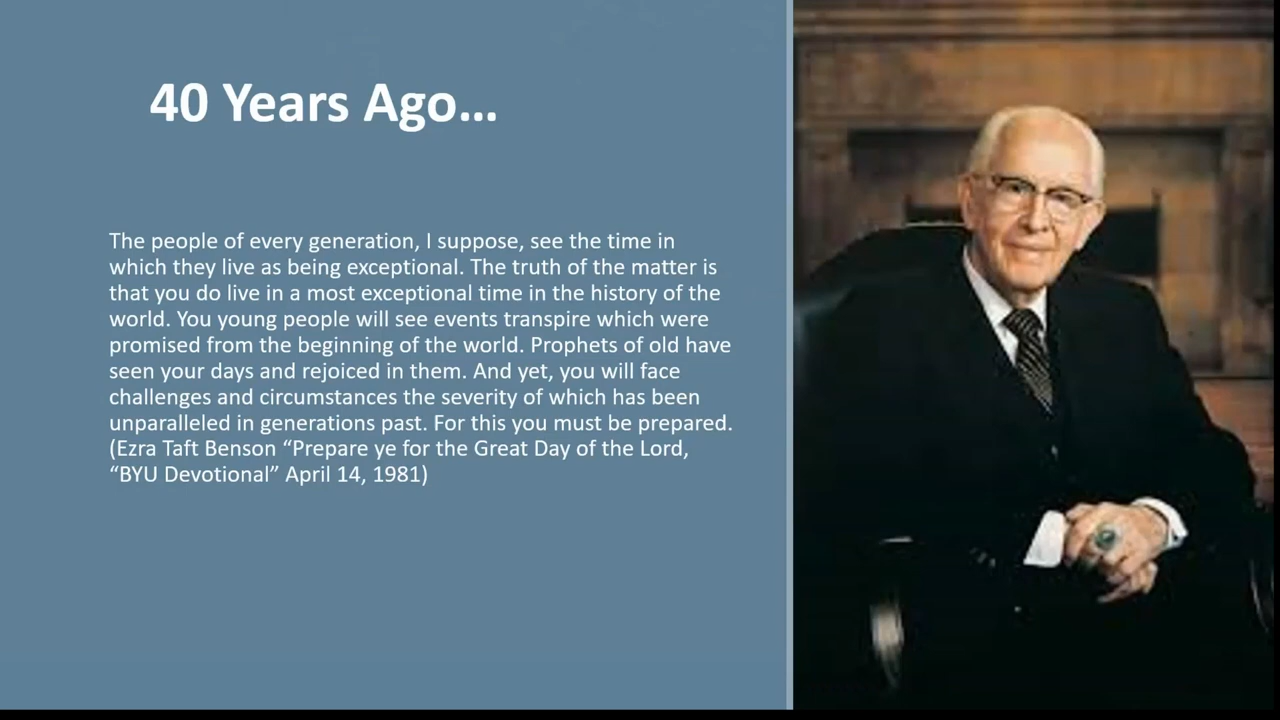 40 Years Ago...
The people of every generation, I suppose, see the time in
which they live as being exceptional. The truth of the matter is
that you do live in a most exceptional time in the history of the
world. You young people will see events transpire which were
promised from the beginning of the world. Prophets of old have
seen your days and rejoiced in them. And yet, you will face
challenges and circumstances the severity of which has been
unparalleled in generations past. For this you must be prepared.
(Ezra Taft Benson “Prepare ye for the Great Day of the Lord,
“BYU Devotional” April 14, 1981)